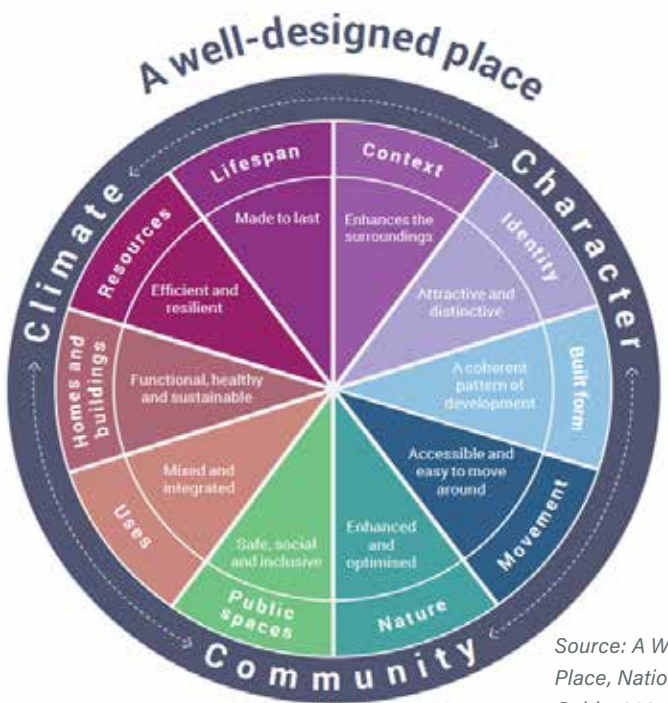 A well-designed place
Climate
Character
Community
Context
Enhances the
surroundings
Identity
Attractive and
distinctive
Built form
A coherent
pattern of
development
Movement
Accessible and
easy to move
around
Nature
Enhanced
and
optimised
Public
spaces
Safe, social
and inclusive
Uses
Mixed and
integrated
Homes and
buildings
Functional, healthy
and sustainable
Resources
Efficient and
resilient
Lifespan
Made to last
Source: A W
Place, Natio